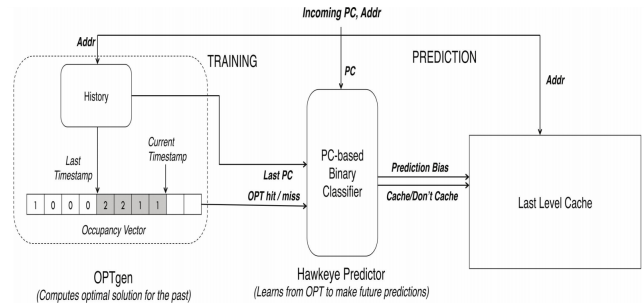 Incoming PC, Addr
Addr
TRAINING
PREDICTION
PC
Addr
History
Last
Timestamp
Current
Timestamp
Last PC
OPT hit / miss
PC-based
Binary
Classifier
Prediction Bias
Cache/Don't Cache
Last Level Cache
1 0 0 0 2 2 1 1
Occupancy Vector
OPTgen
(Computes optimal solution for the past)
Hawkeye Predictor
(Learns from OPT to make future predictions)